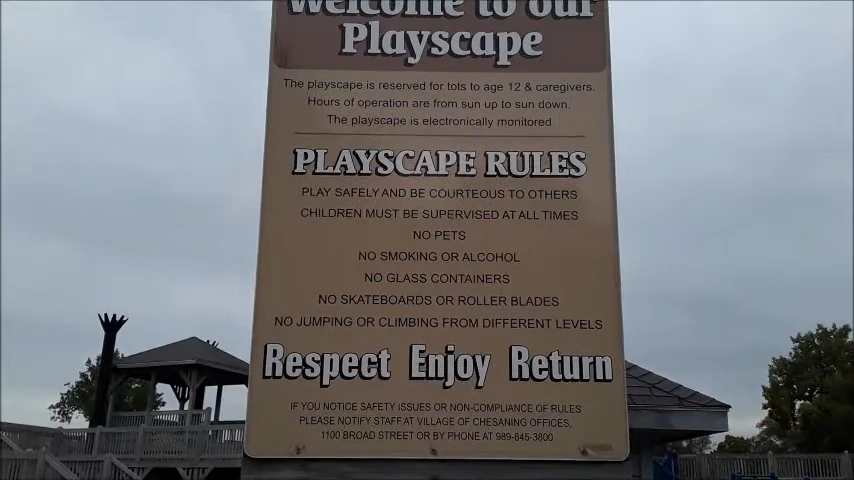 Welcome to our
Playscape
The playscape is reserved for tots to age 12 & caregivers.
Hours of operation are from sun up to sun down.
The playscape is electronically monitored
PLAYSCAPE RULES
PLAY SAFELY AND BE COURTEOUS TO OTHERS
CHILDREN MUST BE SUPERVISED AT ALL TIMES
NO PETS
NO SMOKING OR ALCOHOL
NO GLASS CONTAINERS
NO SKATEBOARDS OR ROLLER BLADES
NO JUMPING OR CLIMBING FROM DIFFERENT LEVELS
Respect Enjoy Return
IF YOU NOTICE SAFETY ISSUES OR NON-COMPLIANCE OF RULES
PLEASE NOTIFY STAFF AT VILLAGE OF CHESANING OFFICES,
1100 BROAD STREET OR BY PHONE AT 989-845-3800